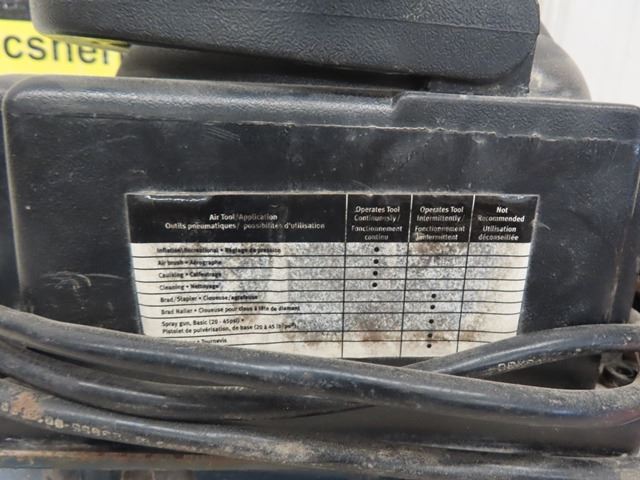 Air Tool/Application
Outils pneumatiques/ possibilités d'utilisation
Operates Tool
Continuously/
Fonctionnement
continu
Operates Tool
Intermittently/
Fonctionnement
intermittent
Not
Recommended
Utilisation
déconseillée
Inflation/Recreational • Réglage de pression
Air brush • Aérographe
Caulking • Calfeutrage
Cleaning • Nettoyage
Brad/Stapler • Cloueuse/agrafeuse
Brad Nailer • Cloueuse pour clous à tête de diamant
Spray gun, Basic (20 - 45psi) •
Pistolet de pulvérisation, de base (20 à 45
• Tournevis